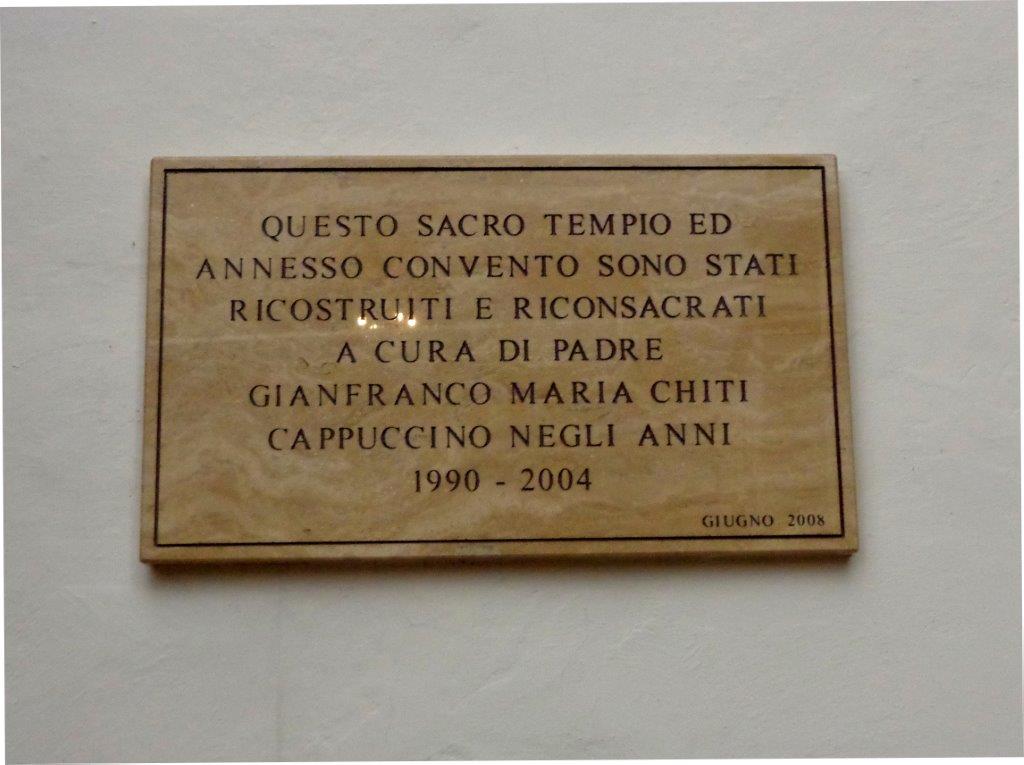 QUESTO SACRO TEMPIO ED
ANNESSO CONVENTO SONO STATI
RICOSTRUITI E RICONSACRATI
A CURA DI PADRE
GIANFRANCO MARIA CHITI
CAPPUCCINO NEGLI ANNI
1990 - 2004
GIUGNO 2008